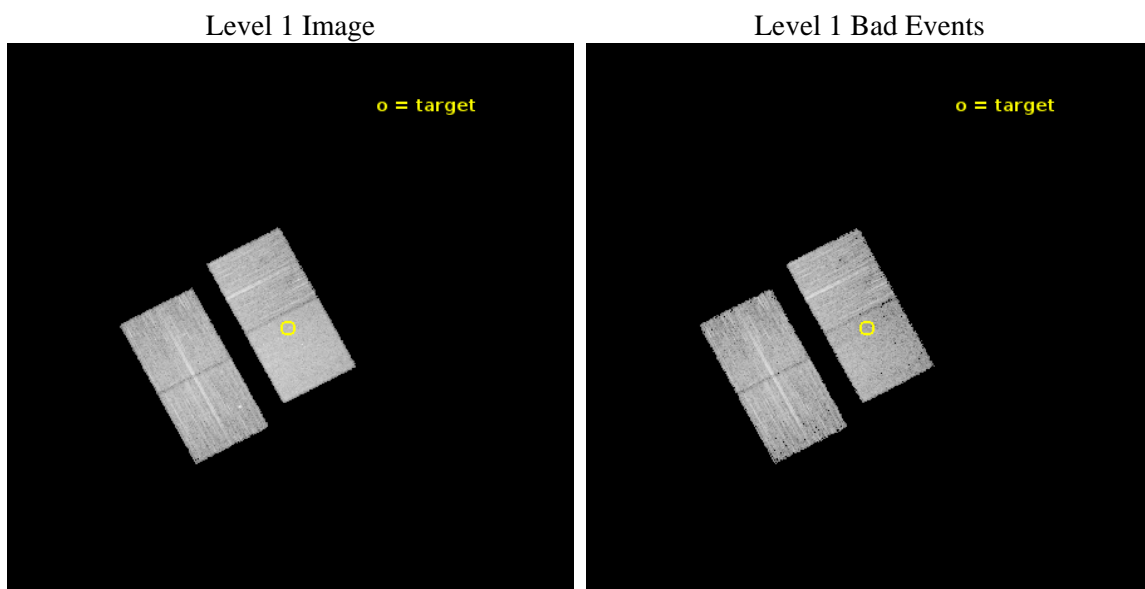 Level 1 Image
Level 1 Bad Events
o = target
o = target